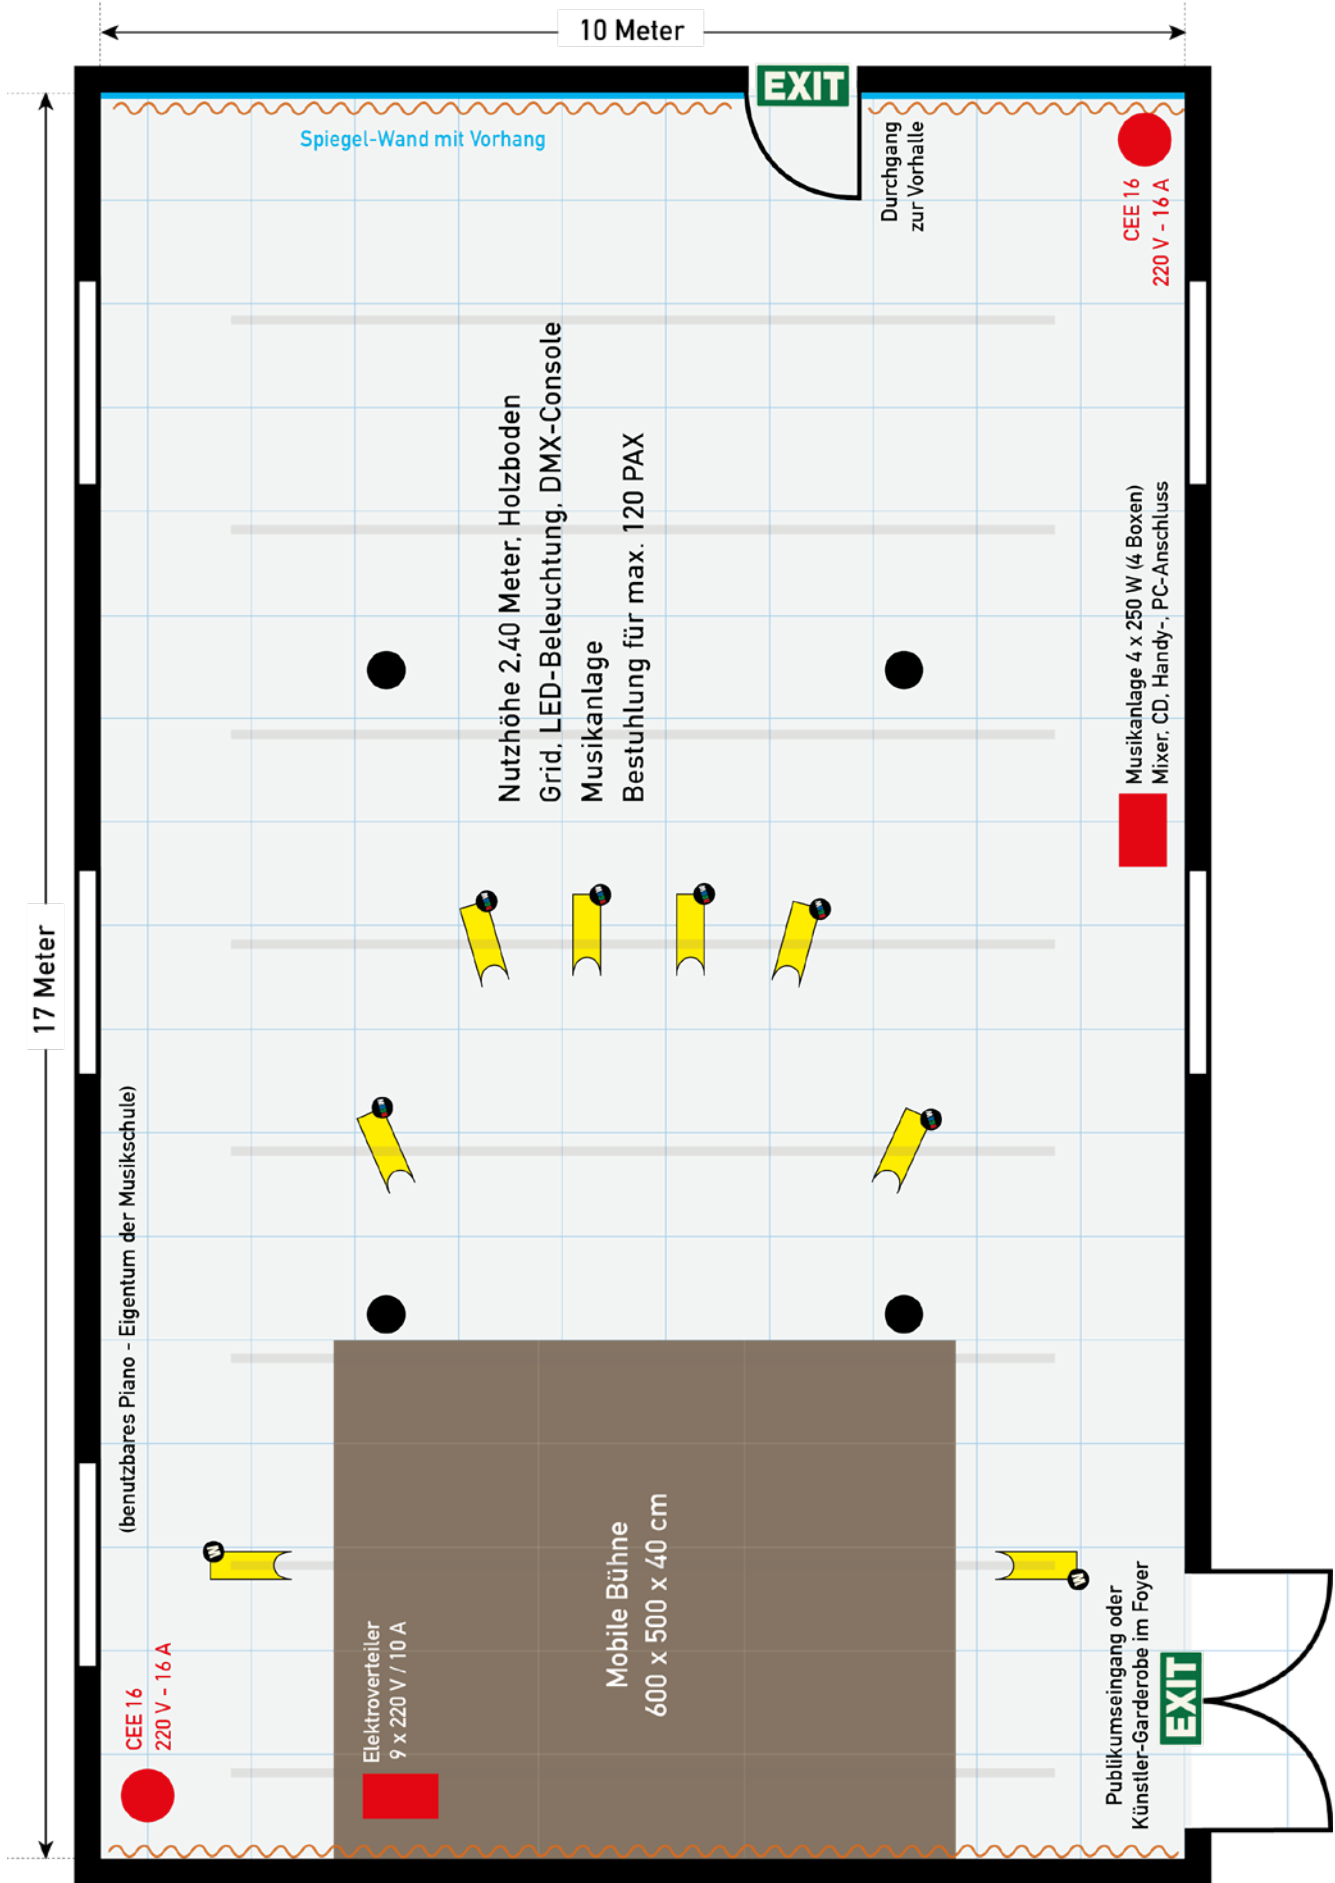 10 Meter
EXIT
Spiegel-Wand mit Vorhang
Durchgang
zur Vorhalle
CEE 16
220 V - 16 A
Nutzhöhe 2,40 Meter, Holzboden
Grid, LED-Beleuchtung, DMX-Console
Musikanlage
Bestuhlung für max. 120 PAX
Musikanlage 4 x 250 W (4 Boxen)
Mixer, CD, Handy-, PC-Anschluss
17 Meter
(benutzbares Piano - Eigentum der Musikschule)
W
W
Mobile Bühne
600 x 500 x 40 cm
Elektroverteiler
9 x 220 V / 10 A
CEE 16
220 V - 16 A
Publikumseingang oder
Künstler-Garderobe im Foyer
EXIT